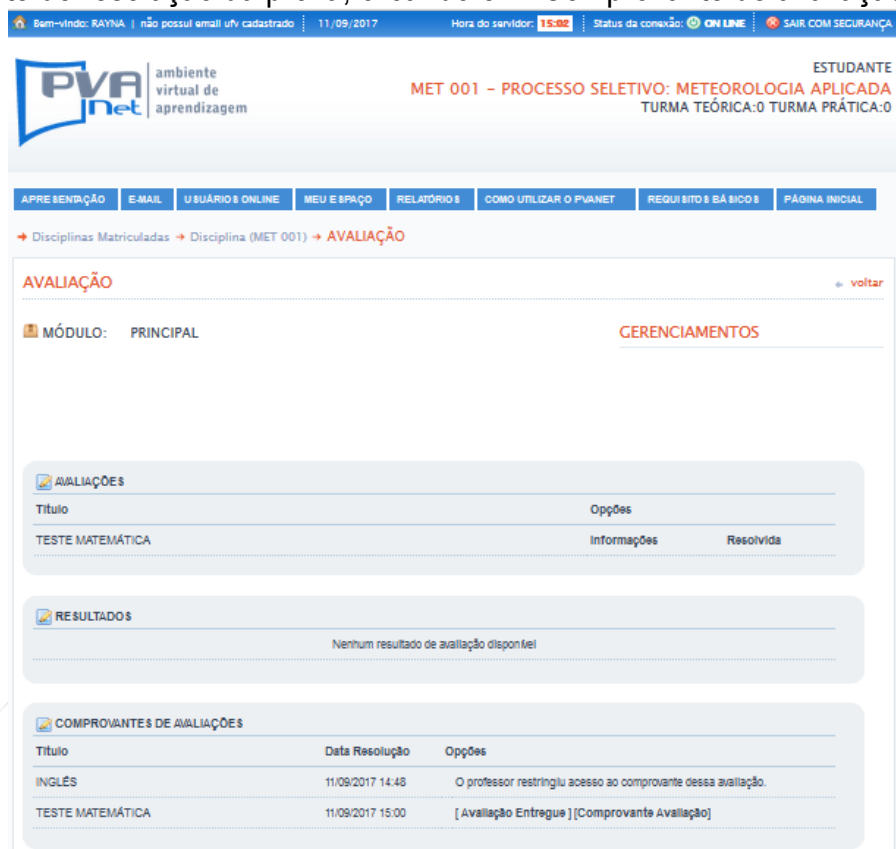 Bem-vindo: RAYNA | não possui email ufv cadastrado 11/09/2017 Hora do servidor: 15:02 Status da conexão: ON LINE SAIR COM SEGURANÇA
PVANet ambiente virtual de aprendizagem
ESTUDANTE
MET 001 - PROCESSO SELETIVO: METEOROLOGIA APLICADA
TURMA TEÓRICA:0 TURMA PRÁTICA:0
APRESENTAÇÃO E-MAIL USUÁRIOS ONLINE MEU ESPAÇO RELATÓRIOS COMO UTILIZAR O PVANET REQUISITOS BÁSICOS PÁGINA INICIAL
Disciplinas Matriculadas Disciplina (MET 001) AVALIAÇÃO
AVALIAÇÃO voltar
MÓDULO: PRINCIPAL GERENCIAMENTOS
AVALIAÇÕES
Título Opções
TESTE MATEMÁTICA Informações Resolvida
RESULTADOS
Nenhum resultado de avaliação disponível
COMPROVANTES DE AVALIAÇÕES
Título Data Resolução Opções
INGLÊS 11/09/2017 14:48 O professor restringiu acesso ao comprovante dessa avaliação.
TESTE MATEMÁTICA 11/09/2017 15:00 [ Avaliação Entregue ] [Comprovante Avaliação]